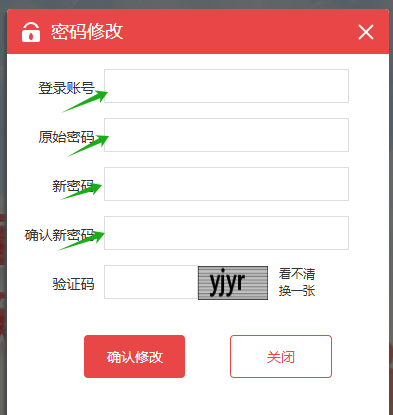 密码修改
登录账号
原始密码
新密码
确认新密码
验证码
yjyr
看不清
换一张
确认修改
关闭